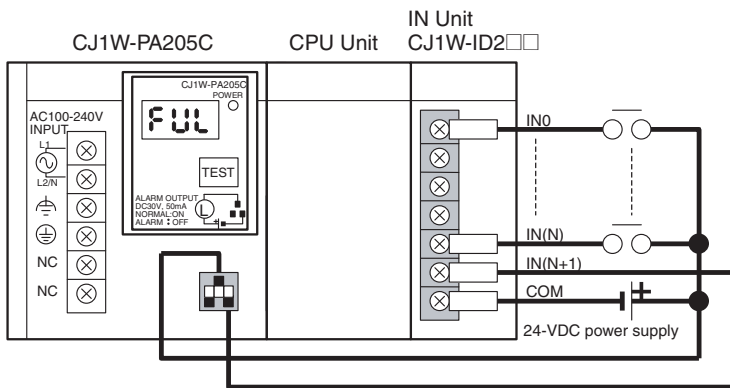 IN Unit
CJ1W-PA205C
CPU Unit
CJ1W-ID2□□
CJ1W-PA205C
POWER
FUL
TEST
ALARM OUTPUT
DC30V, 50mA
NORMAL:ON
ALARM : OFF
L
AC100-240V
INPUT
L1
L2/N
NC
NC
IN0
IN(N)
IN(N+1)
COM
+
24-VDC power supply